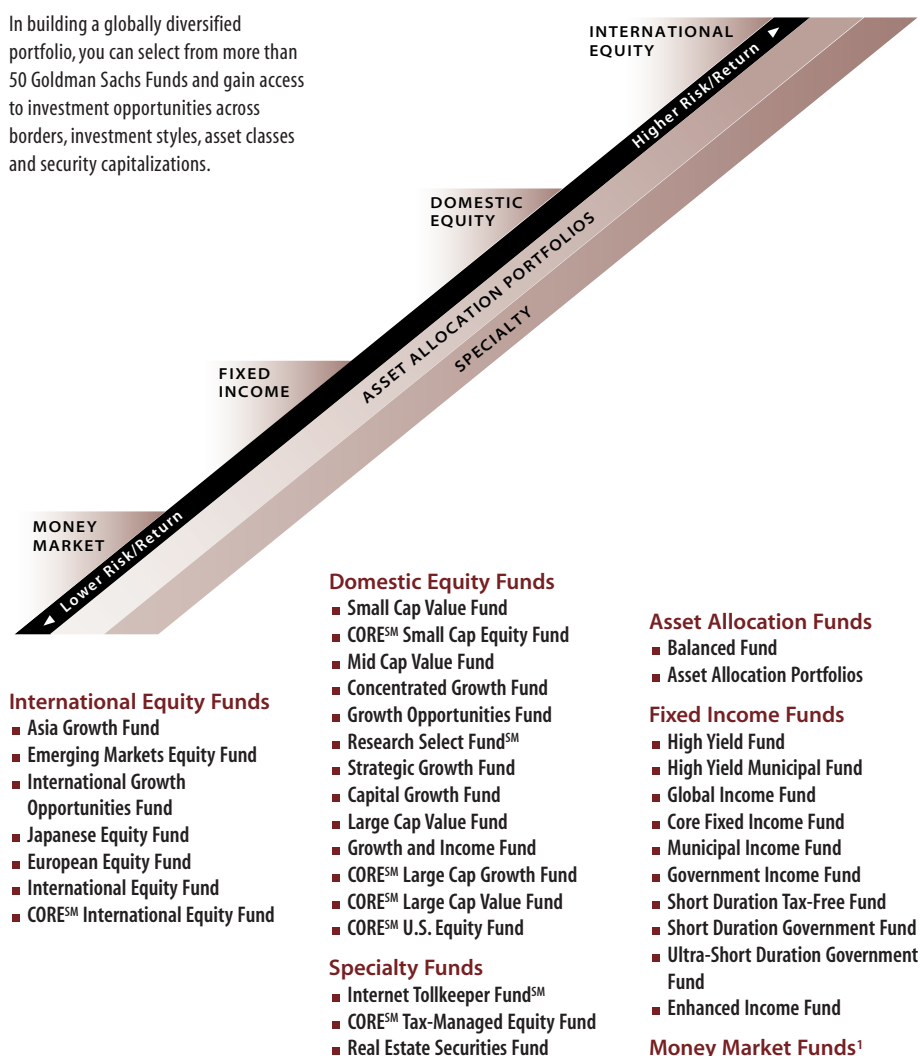 In building a globally diversified
portfolio, you can select from more than
50 Goldman Sachs Funds and gain access
to investment opportunities across
borders, investment styles, asset classes
and security capitalizations.
INTERNATIONAL
EQUITY
Higher Risk/Return ►
DOMESTIC
EQUITY
ASSET ALLOCATION PORTFOLIOS
SPECIALTY
FIXED
INCOME
MONEY
MARKET
◄ Lower Risk/Return
International Equity Funds
■ Asia Growth Fund
■ Emerging Markets Equity Fund
■ International Growth
Opportunities Fund
■ Japanese Equity Fund
■ European Equity Fund
■ International Equity Fund
■ CORE℠ International Equity Fund
Domestic Equity Funds
■ Small Cap Value Fund
■ CORE℠ Small Cap Equity Fund
■ Mid Cap Value Fund
■ Concentrated Growth Fund
■ Growth Opportunities Fund
■ Research Select Fund℠
■ Strategic Growth Fund
■ Capital Growth Fund
■ Large Cap Value Fund
■ Growth and Income Fund
■ CORE℠ Large Cap Growth Fund
■ CORE℠ Large Cap Value Fund
■ CORE℠ U.S. Equity Fund
Specialty Funds
■ Internet Tollkeeper Fund℠
■ CORE℠ Tax-Managed Equity Fund
■ Real Estate Securities Fund
Asset Allocation Funds
■ Balanced Fund
■ Asset Allocation Portfolios
Fixed Income Funds
■ High Yield Fund
■ High Yield Municipal Fund
■ Global Income Fund
■ Core Fixed Income Fund
■ Municipal Income Fund
■ Government Income Fund
■ Short Duration Tax-Free Fund
■ Short Duration Government Fund
■ Ultra-Short Duration Government
Fund
■ Enhanced Income Fund
Money Market Funds¹